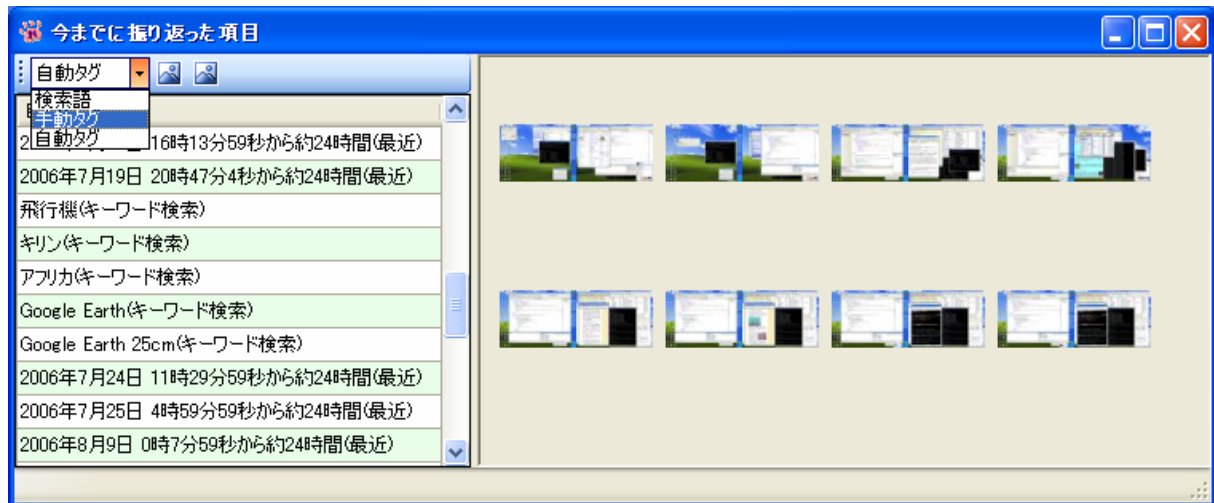 今までに振り返った項目
自動タグ
検索語
手動タグ
自動タグ
2
16時13分59秒から約24時間(最近)
2006年7月19日 20時47分4秒から約24時間(最近)
飛行機(キーワード検索)
キリン(キーワード検索)
アフリカ(キーワード検索)
Google Earth(キーワード検索)
Google Earth 25cm(キーワード検索)
2006年7月24日 11時29分59秒から約24時間(最近)
2006年7月25日 4時59分59秒から約24時間(最近)
2006年8月9日 0時7分59秒から約24時間(最近)